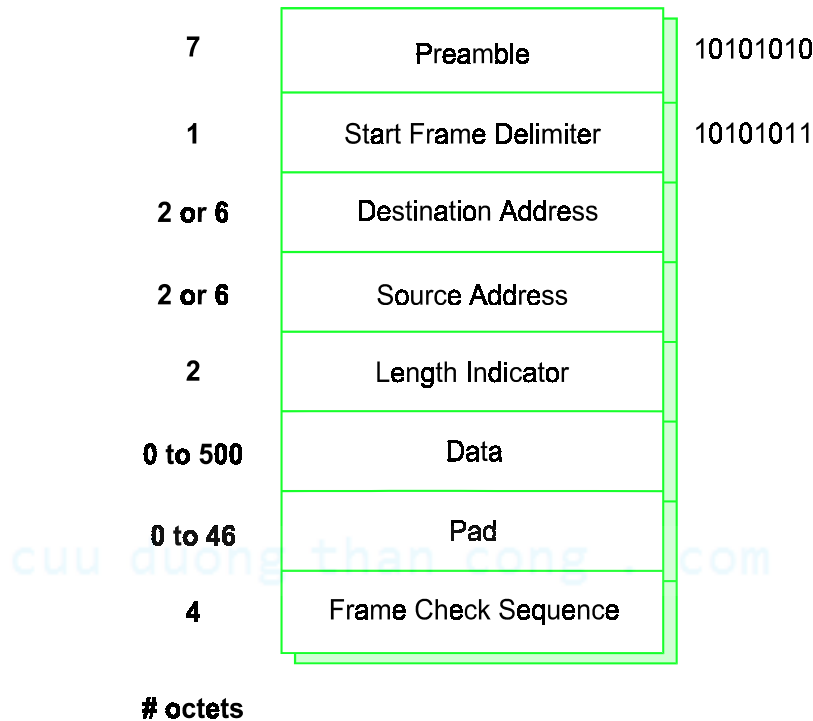 7 Preamble 10101010
1 Start Frame Delimiter 10101011
2 or 6 Destination Address
2 or 6 Source Address
2 Length Indicator
0 to 500 Data
0 to 46 Pad
cuu duong than cong . com
4 Frame Check Sequence
# octets